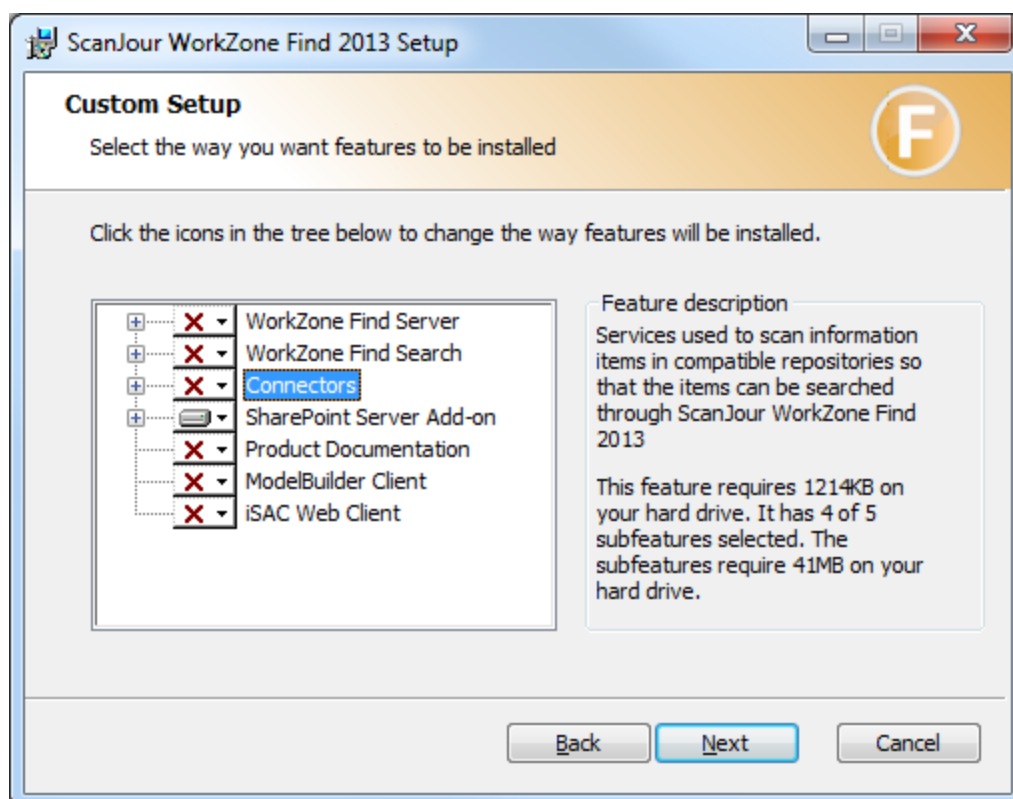 ScanJour WorkZone Find 2013 Setup
Custom Setup
Select the way you want features to be installed
F
Click the icons in the tree below to change the way features will be installed.
WorkZone Find Server
WorkZone Find Search
Connectors
SharePoint Server Add-on
Product Documentation
ModelBuilder Client
iSAC Web Client
Feature description
Services used to scan information
items in compatible repositories so
that the items can be searched
through ScanJour WorkZone Find
2013
This feature requires 1214KB on
your hard drive. It has 4 of 5
subfeatures selected. The
subfeatures require 41MB on your
hard drive.
Back
Next
Cancel